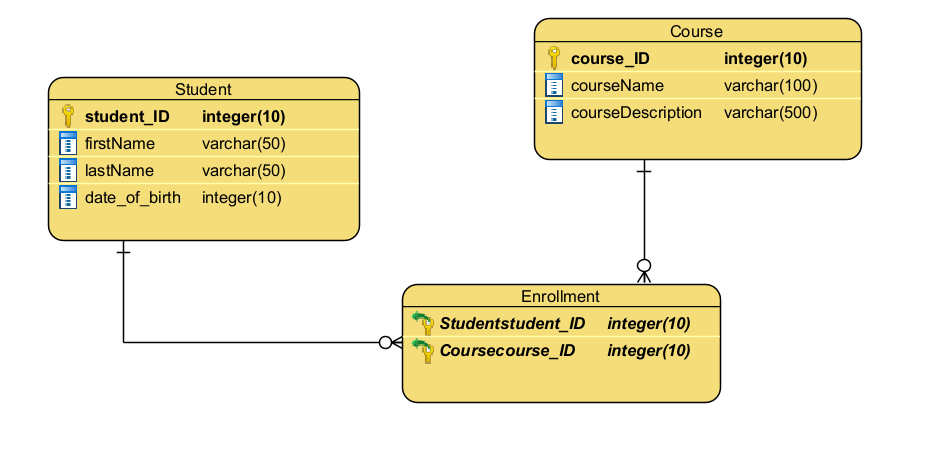 Student
student_ID integer(10)
firstName varchar(50)
lastName varchar(50)
date_of_birth integer(10)
Course
course_ID integer(10)
courseName varchar(100)
courseDescription varchar(500)
Enrollment
Studentstudent_ID integer(10)
Coursecourse_ID integer(10)